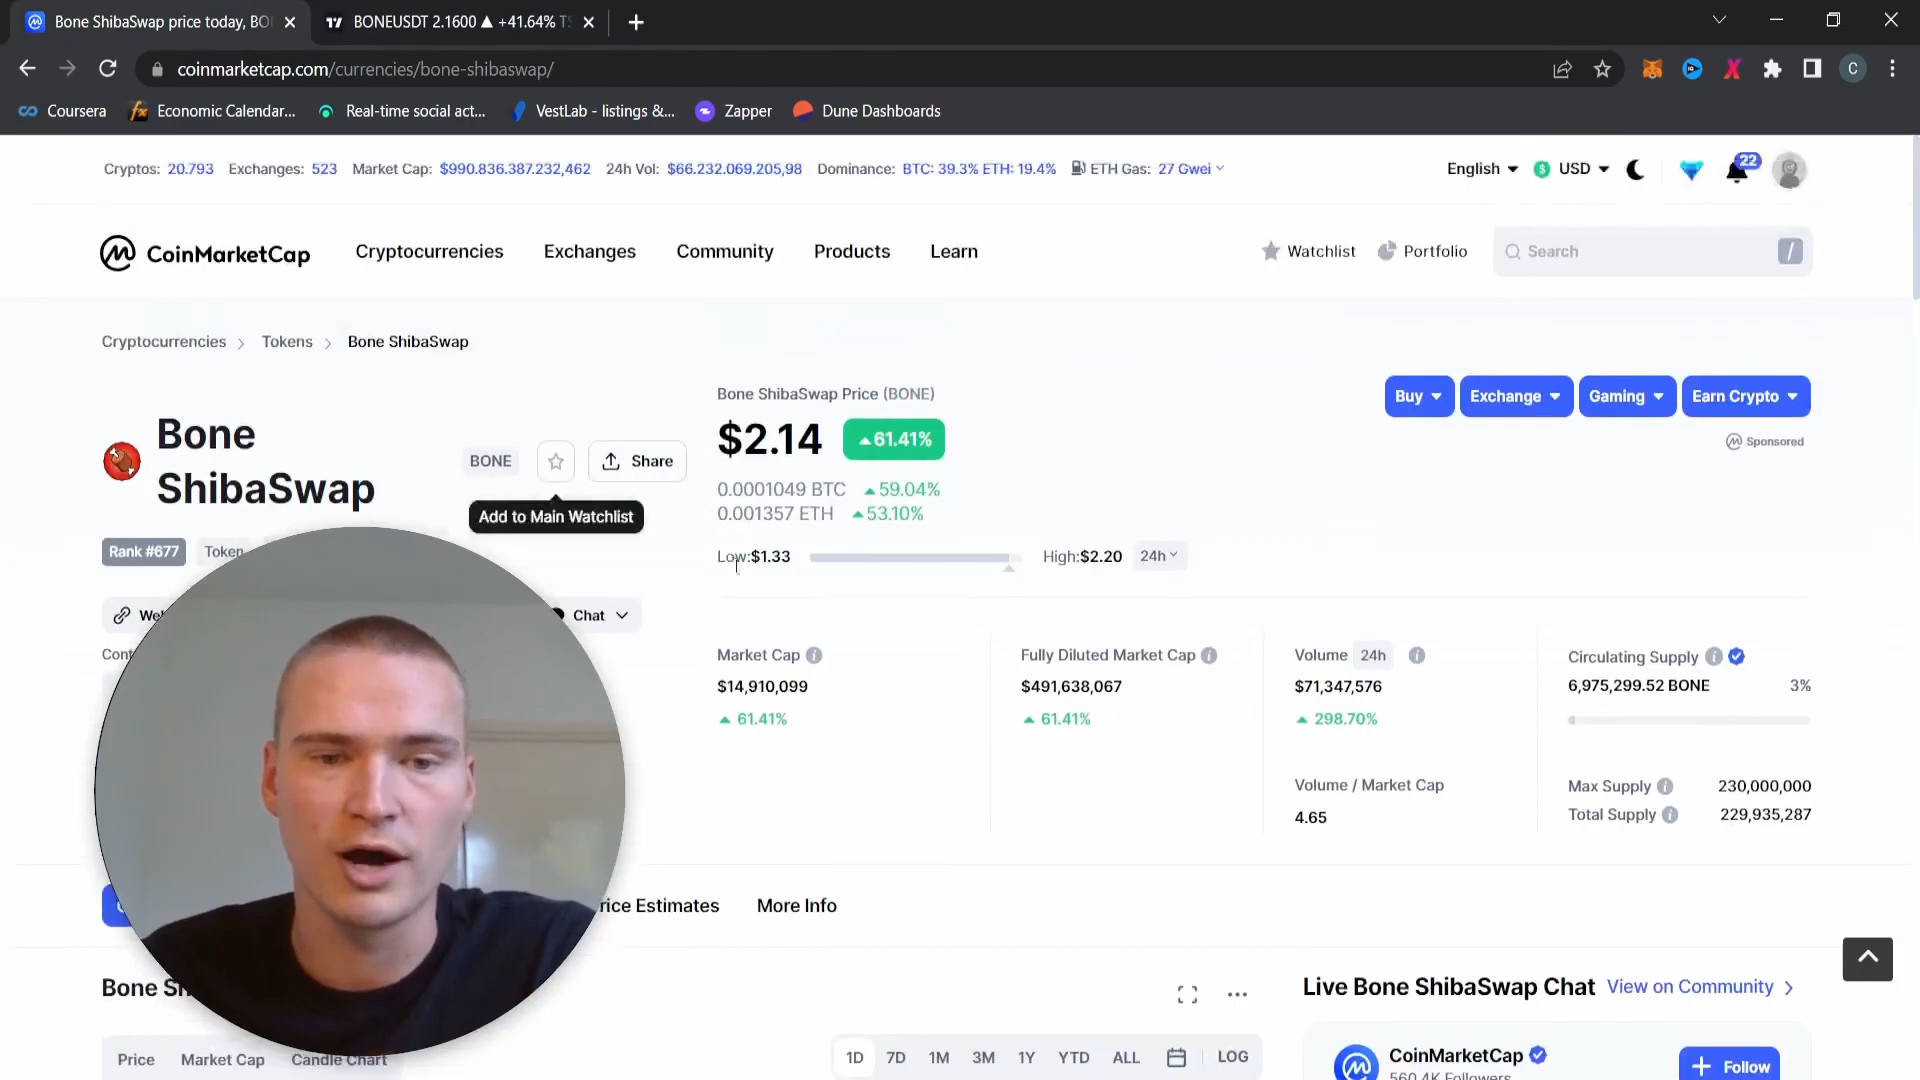 Bone ShibaSwap price today, BO
BONEUSDT 2.1600 ▲ +41.64%
coinmarketcap.com/currencies/bone-shibaswap/
C
Coursera
Economic Calendar...
Real-time social act...
VestLab - listings &...
Zapper
Dune Dashboards
Cryptos: 20.793 Exchanges: 523 Market Cap: $990.836.387.232,462 24h Vol: $66.232.069.205,98 Dominance: BTC: 39.3% ETH: 19.4% ETH Gas: 27 Gwei
English
USD
22
CoinMarketCap
Cryptocurrencies
Exchanges
Community
Products
Learn
Watchlist
Portfolio
Search
/
Cryptocurrencies > Tokens > Bone ShibaSwap
Bone
ShibaSwap
BONE
Share
Add to Main Watchlist
Rank #677
Token
Chat
Bone ShibaSwap Price (BONE)
$2.14
▲61.41%
0.0001049 BTC ▲59.04%
0.001357 ETH ▲53.10%
Low:$1.33
High:$2.20
24h
Buy
Exchange
Gaming
Earn Crypto
Sponsored
Market Cap
$14,910,099
▲ 61.41%
Fully Diluted Market Cap
$491,638,067
▲ 61.41%
Volume 24h
$71,347,576
▲ 298.70%
Volume / Market Cap
4.65
Circulating Supply
6,975,299.52 BONE 3%
Max Supply 230,000,000
Total Supply 229,935,287
rice Estimates
More Info
Bone
Price
Market Cap
Candle Chart
1D 7D 1M 3M 1Y YTD ALL LOG
Live Bone ShibaSwap Chat
View on Community >
CoinMarketCap
560.4K Followers
+ Follow